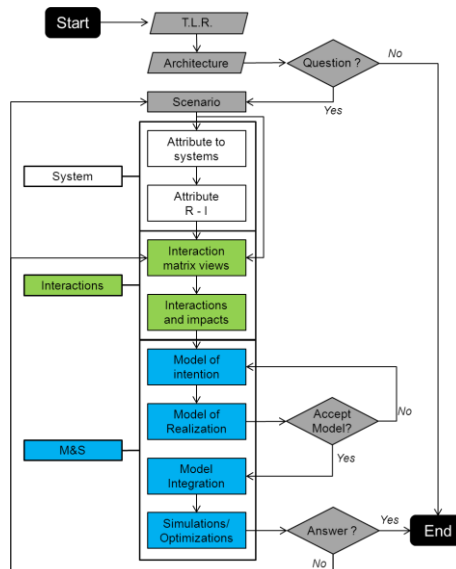 Start
T.L.R.
Architecture
Question ?
No
Yes
Scenario
Attribute to
systems
System
Attribute
R - I
Interaction
matrix views
Interactions
Interactions
and impacts
Model of
intention
Model of
Realization
Accept
Model?
No
Yes
M&S
Model
Integration
Simulations/
Optimizations
Answer ?
Yes
End
No